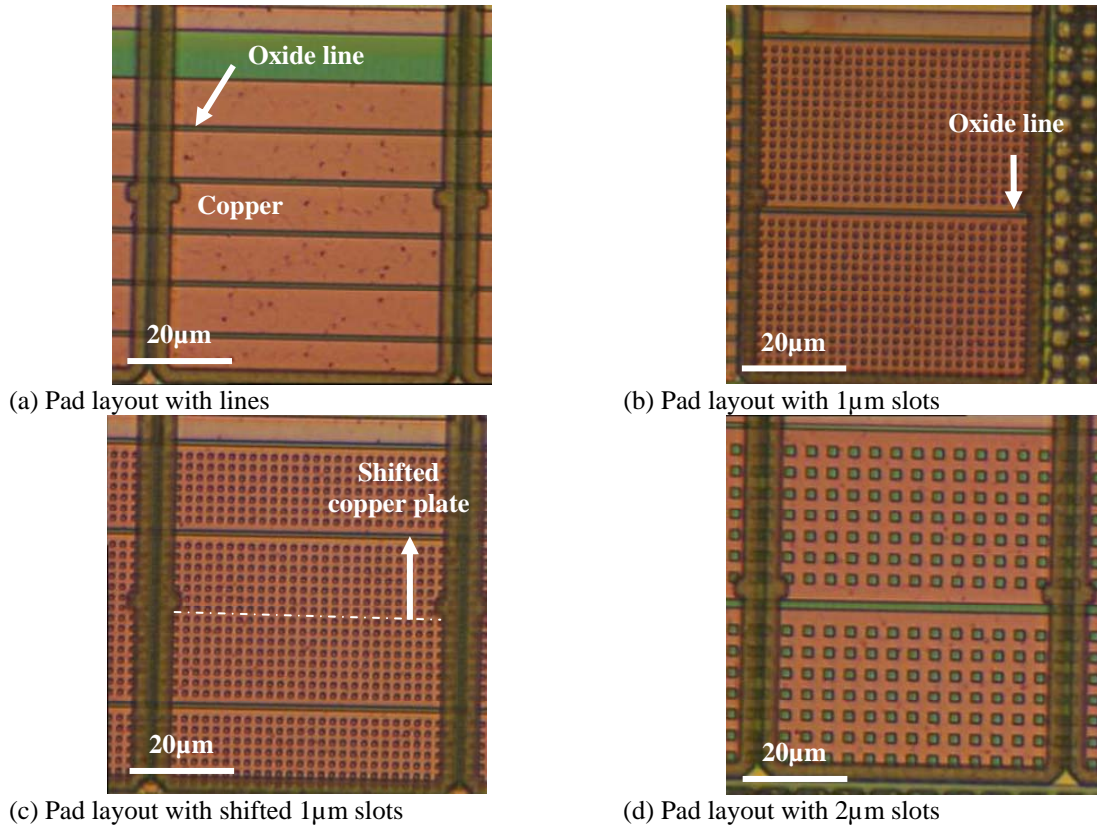 Oxide line
Copper
20µm
(a) Pad layout with lines
Oxide line
20µm
(b) Pad layout with 1µm slots
Shifted
copper plate
20µm
(c) Pad layout with shifted 1µm slots
20µm
(d) Pad layout with 2µm slots